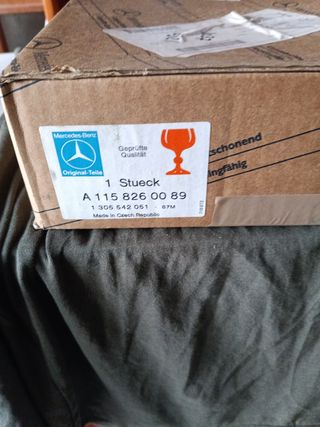 Mercedes-Benz
Original-Teile
Geprüfte
Qualität
1 Stueck
A 115 826 00 89
1 305 542 051 67M
Made in Czech Republic
schonend
ngfähig